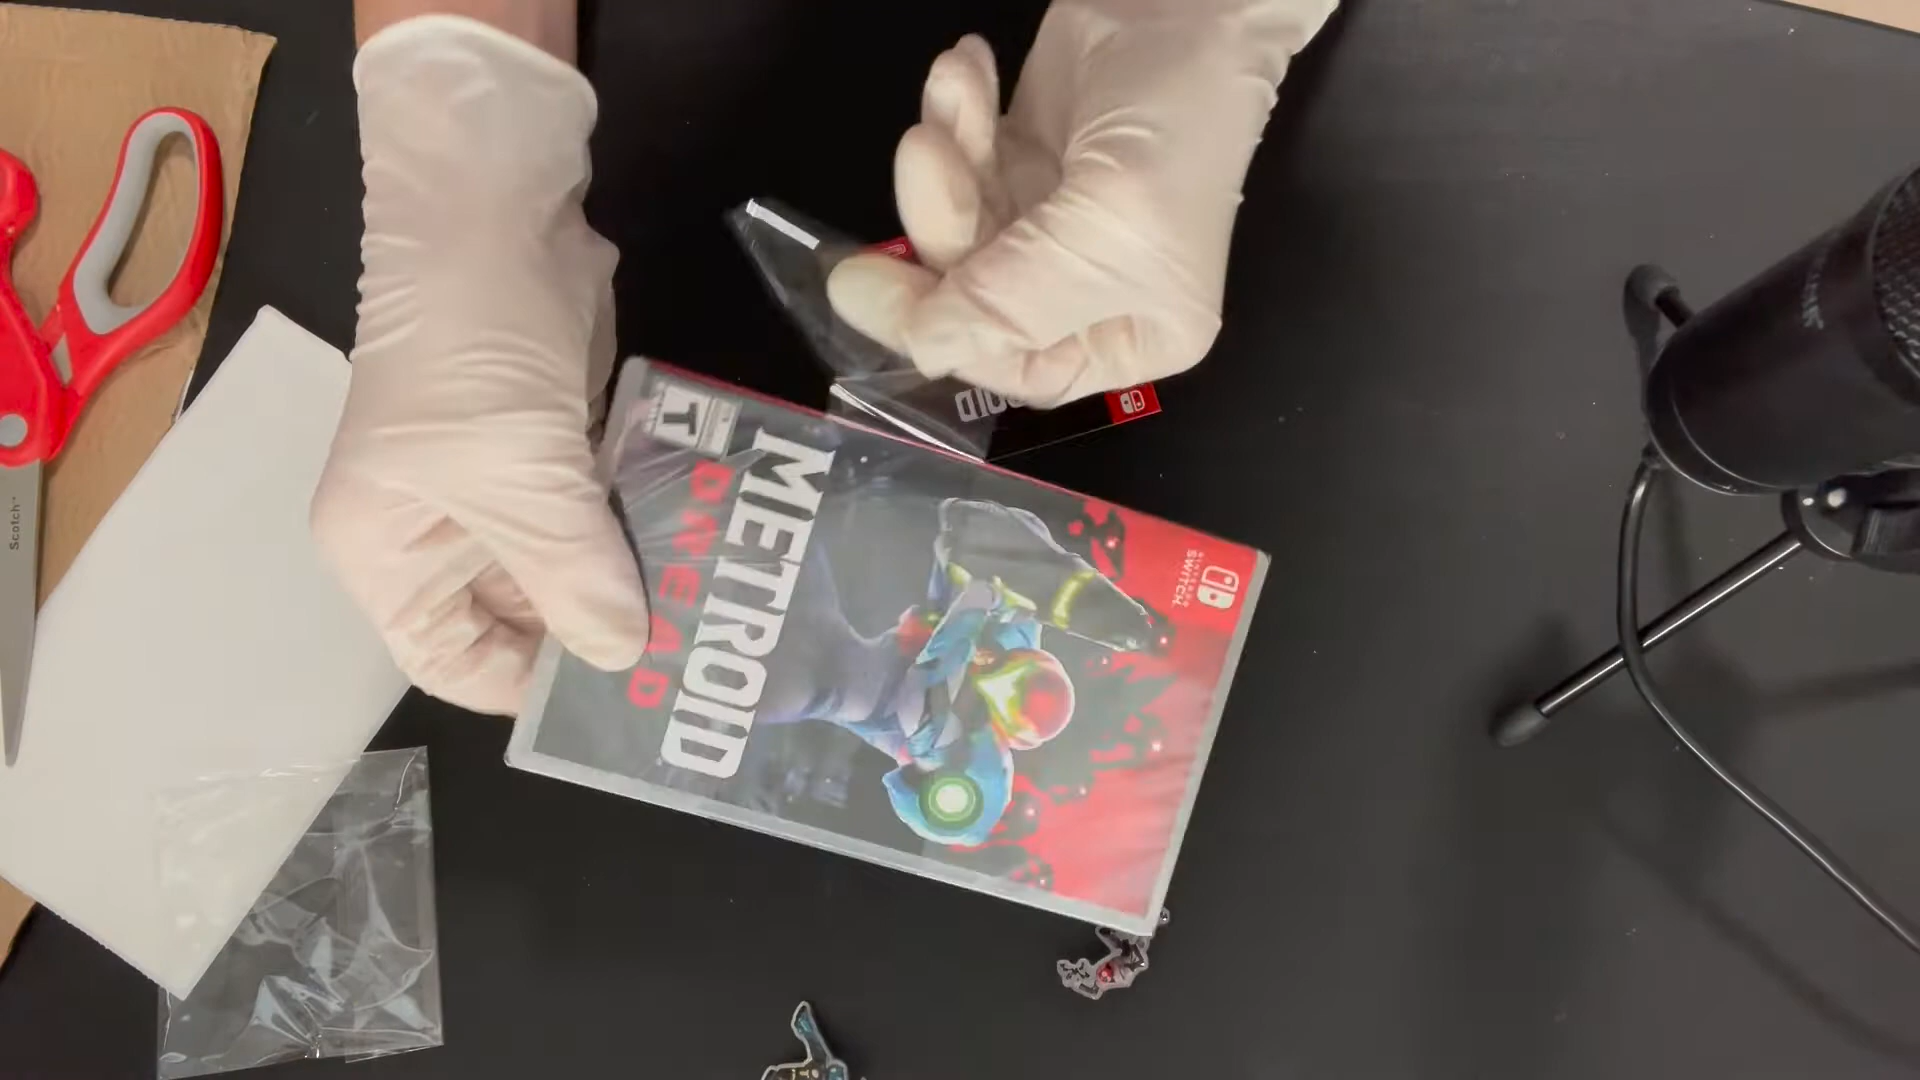 METROID
DREAD
T
NINTENDO
SWITCH
Scotch